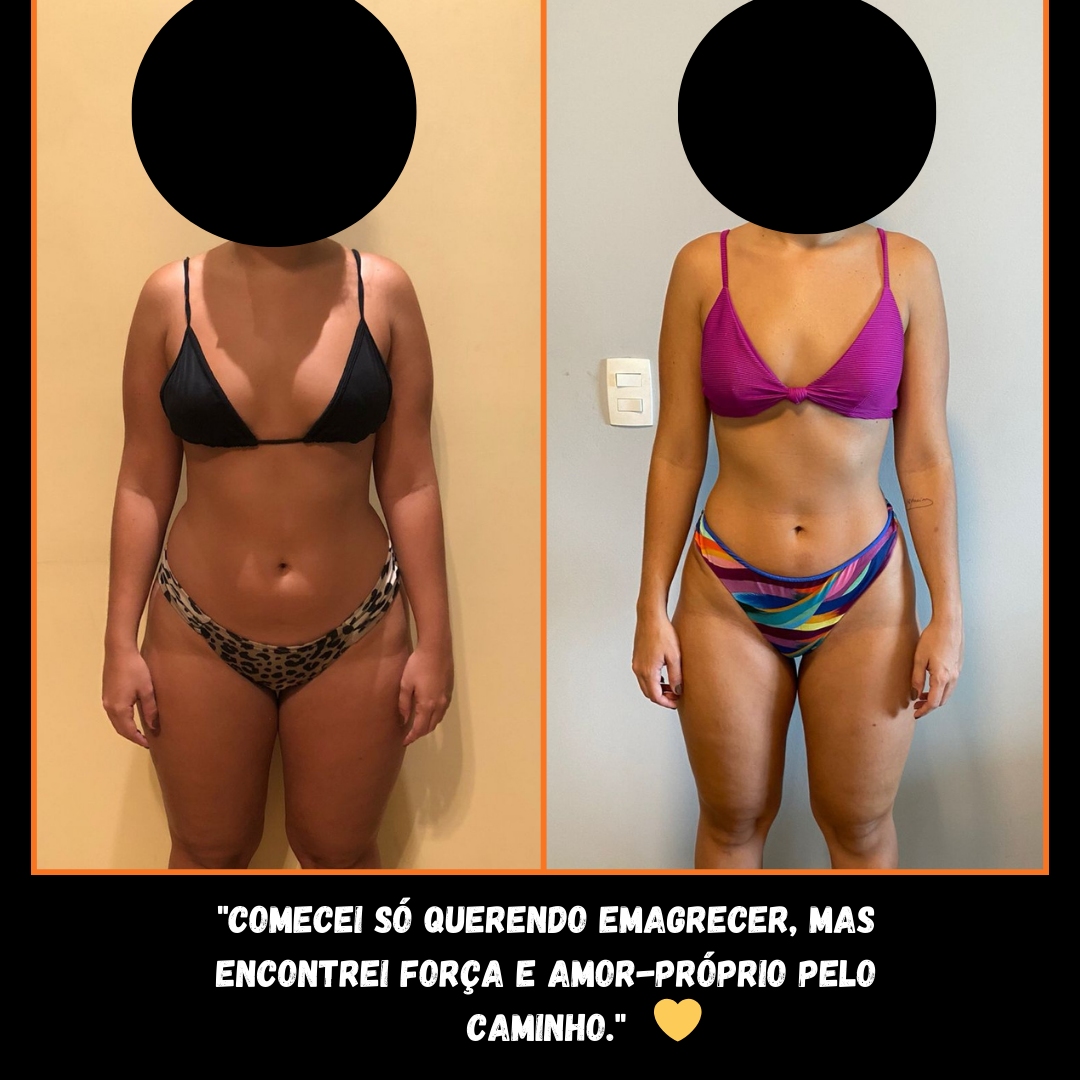 "COMECEI SÓ QUERENDO EMAGRECER, MAS
ENCONTREI FORÇA E AMOR-PRÓPRIO PELO
CAMINHO." 💛